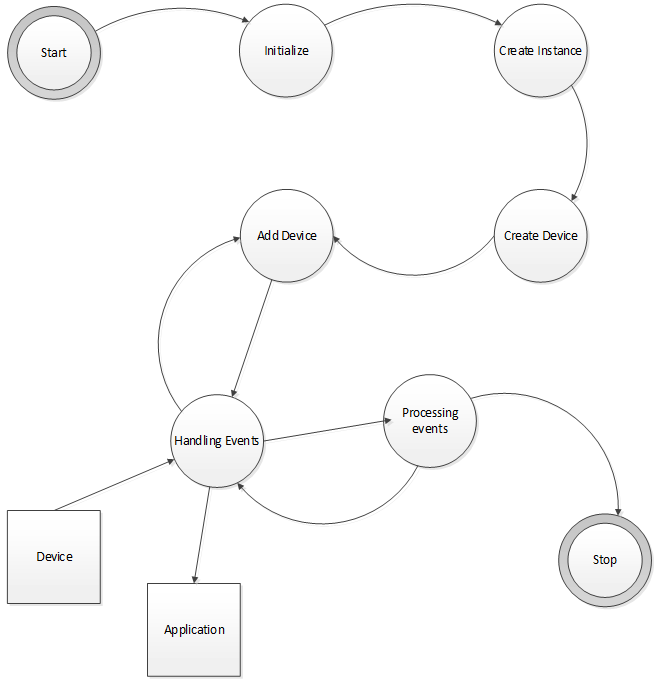 Start
Initialize
Create Instance
Add Device
Create Device
Processing
events
Handling Events
Device
Stop
Application